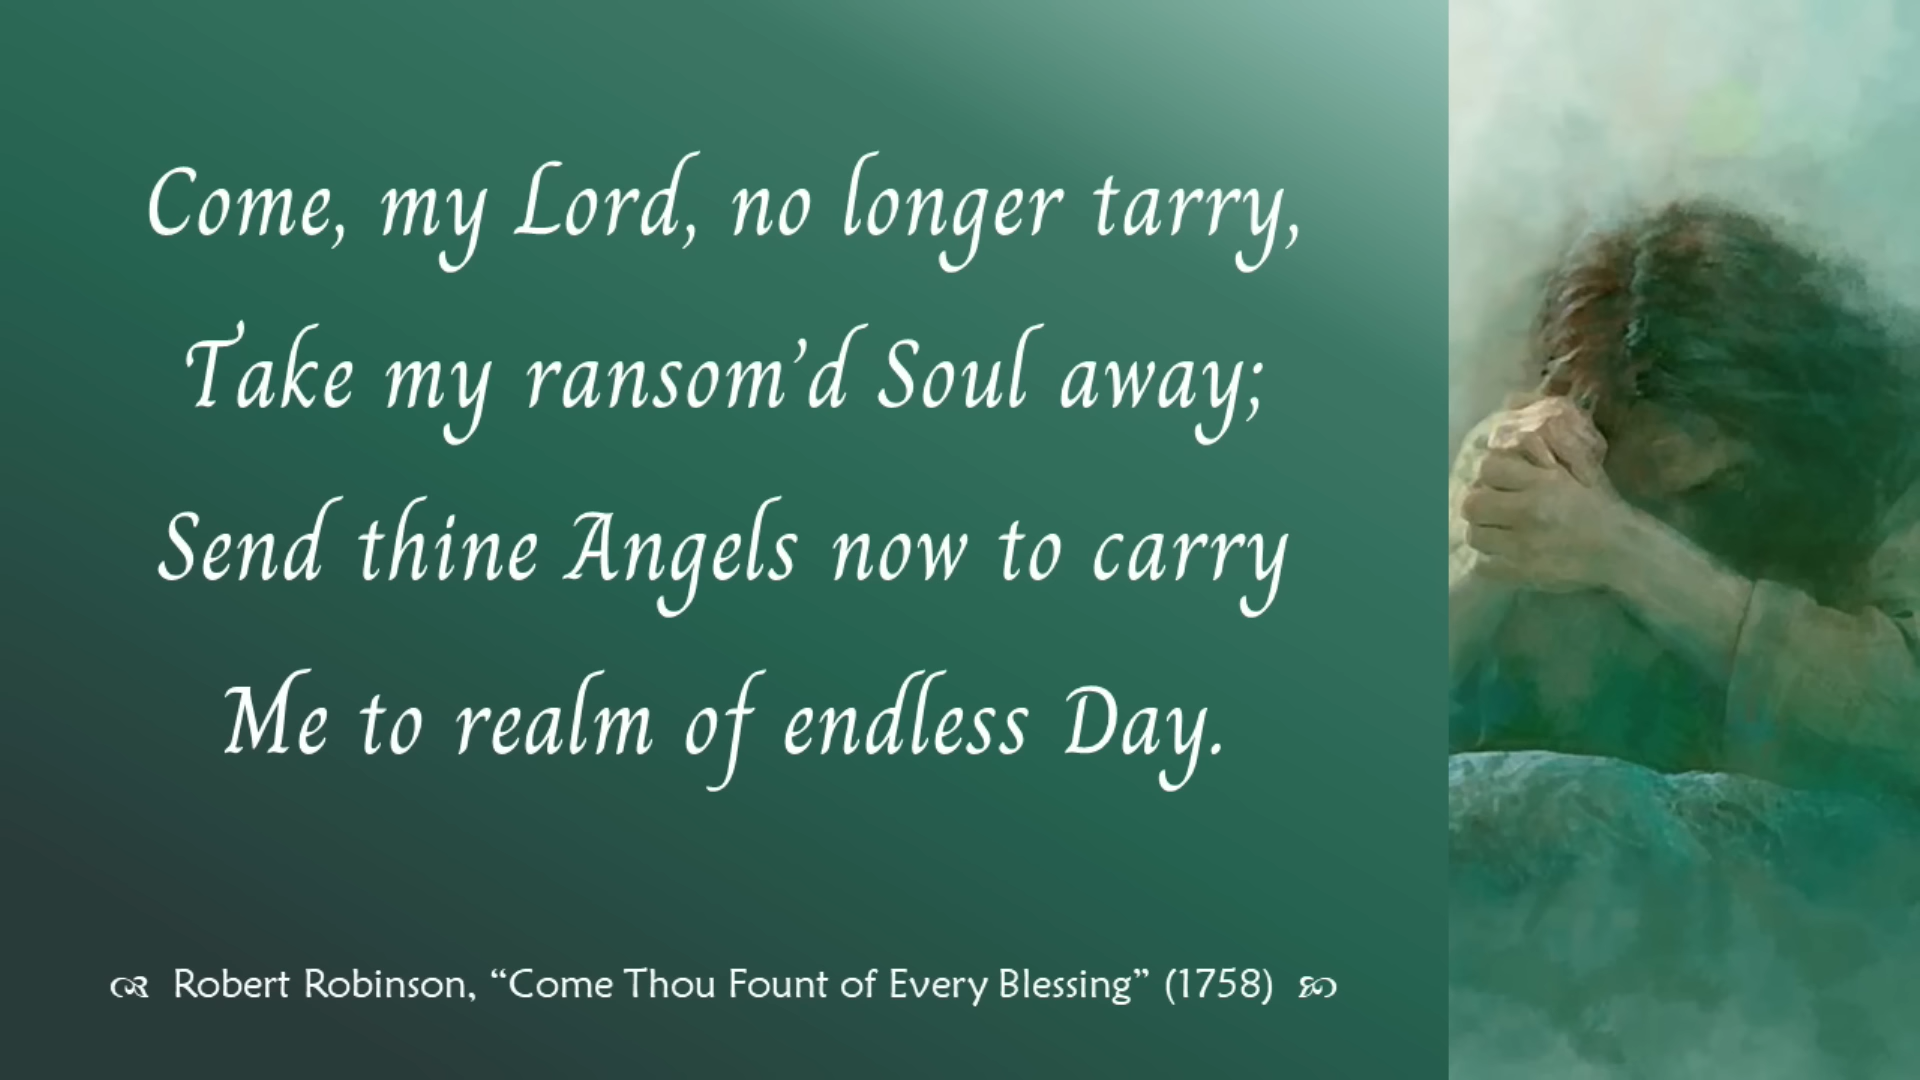 Come, my Lord, no longer tarry,
Take my ransom’d Soul away;
Send thine Angels now to carry
Me to realm of endless Day.
Robert Robinson, “Come Thou Fount of Every Blessing” (1758)